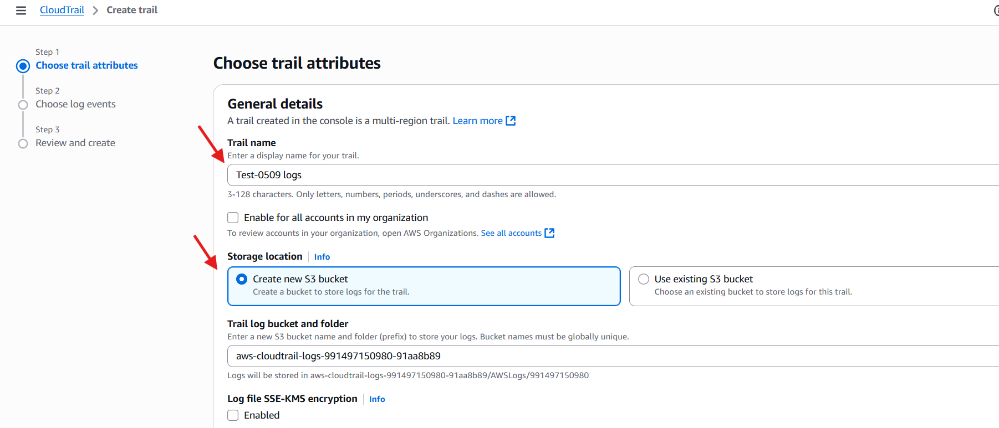 CloudTrail > Create trail
Step 1
Choose trail attributes
Step 2
Choose log events
Step 3
Review and create
Choose trail attributes
General details
A trail created in the console is a multi-region trail. Learn more
Trail name
Enter a display name for your trail.
Test-0509 logs
3-128 characters. Only letters, numbers, periods, underscores, and dashes are allowed.
Enable for all accounts in my organization
To review accounts in your organization, open AWS Organizations. See all accounts
Storage location Info
Create new S3 bucket
Create a bucket to store logs for the trail.
Use existing S3 bucket
Choose an existing bucket to store logs for this trail.
Trail log bucket and folder
Enter a new S3 bucket name and folder (prefix) to store your logs. Bucket names must be globally unique.
aws-cloudtrail-logs-991497150980-91aa8b89
Logs will be stored in aws-cloudtrail-logs-991497150980-91aa8b89/AWSLogs/991497150980
Log file SSE-KMS encryption Info
Enabled